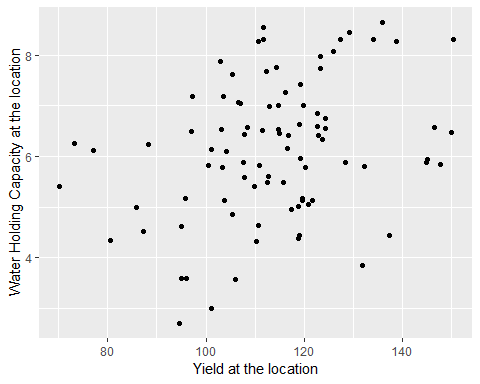 Water Holding Capacity at the location
8
6
4
80 100 120 140
Yield at the location